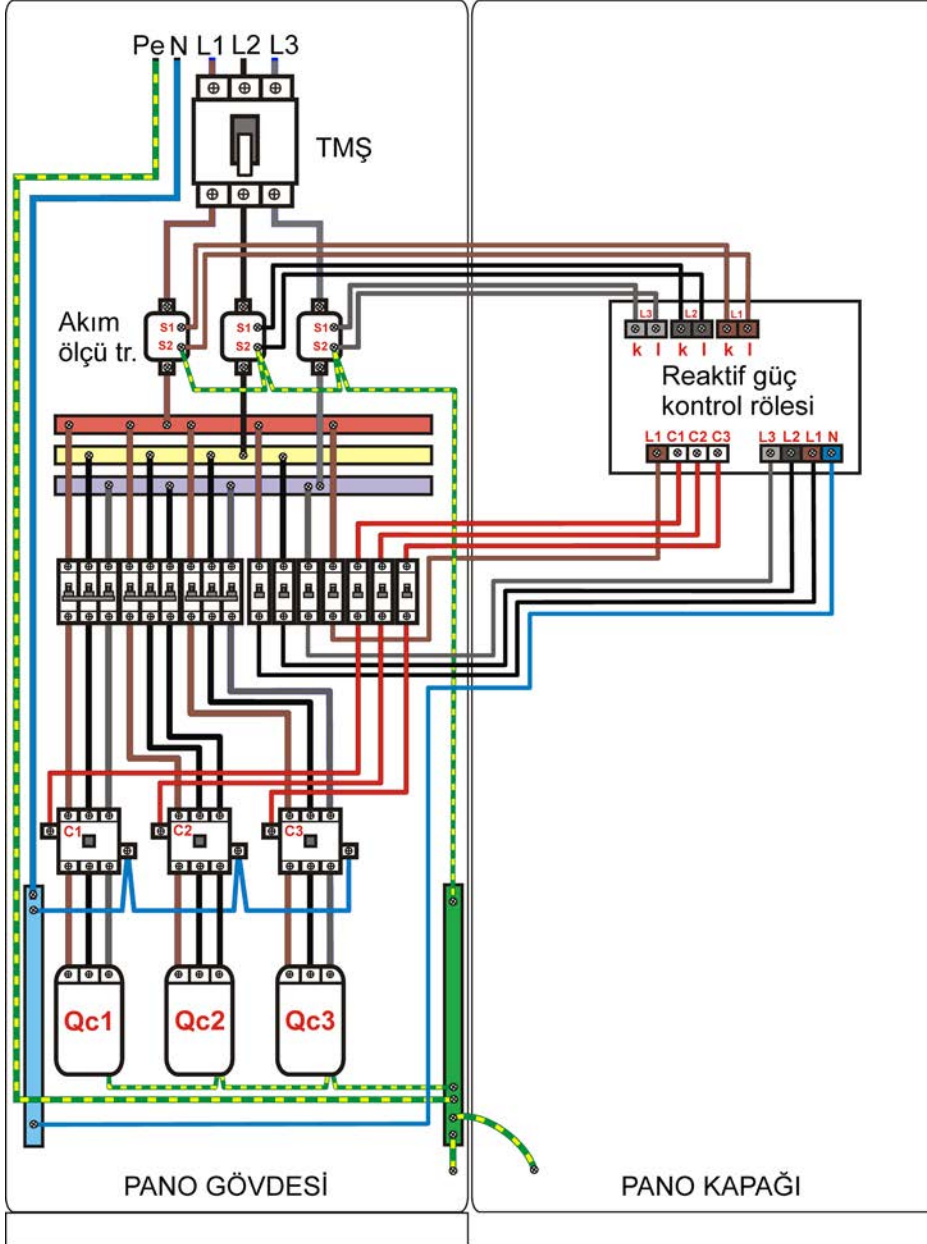 Pe N L1 L2 L3
TMŞ
Akım
ölçü tr.
S1 S1 S1
S2 S2 S2
L3 L2 L1
k l k l k l
Reaktif güç
kontrol rölesi
L1 C1 C2 C3 L3 L2 L1 N
C1 C2 C3
Qc1 Qc2 Qc3
PANO GÖVDESİ
PANO KAPAĞI